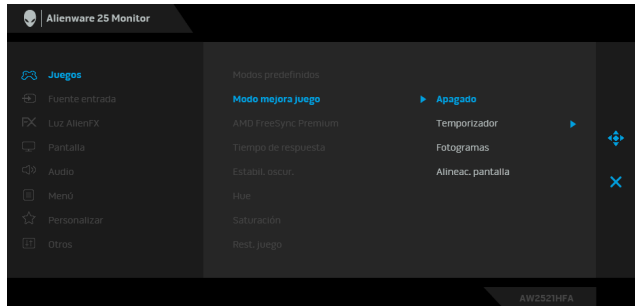 Alienware 25 Monitor
Juegos
Fuente entrada
Luz AlienFX
Pantalla
Audio
Menú
Personalizar
Otros
Modos predefinidos
Modo mejora juego
AMD FreeSync Premium
Tiempo de respuesta
Establi. oscur.
Hue
Saturación
Rest. juego
Apagado
Temporizador
Fotogramas
Alineac. pantalla
AW2521HFA